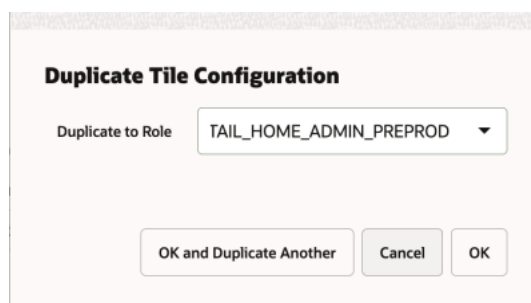 Duplicate Tile Configuration
Duplicate to Role TAIL_HOME_ADMIN_PREPROD
OK and Duplicate Another Cancel OK